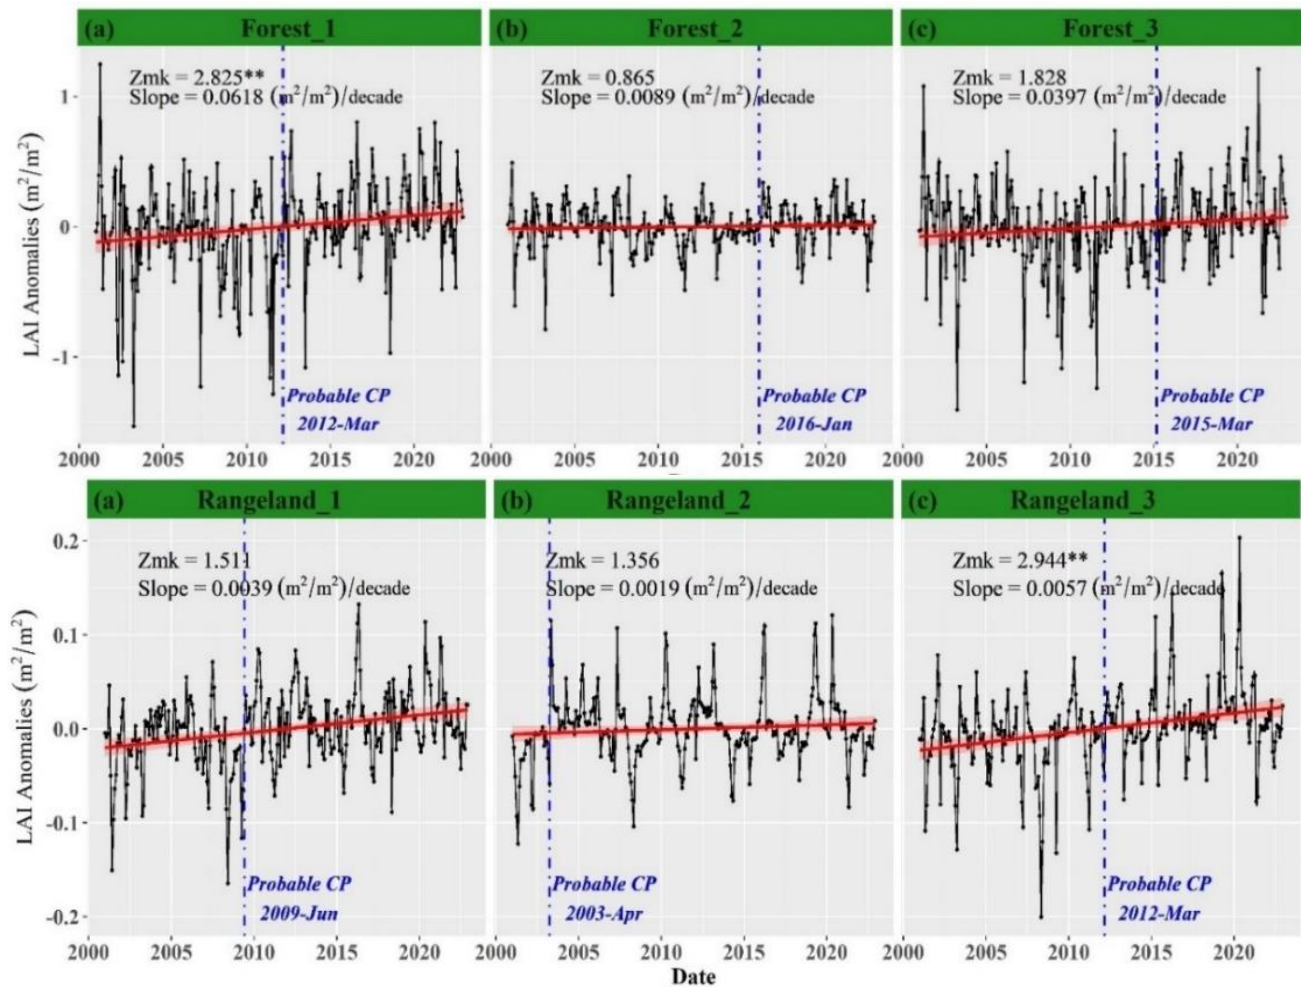 (a) Forest_1
(b) Forest_2
(c) Forest_3
Zmk = 2.825**
Slope = 0.0618 (m²/m²)/decade
Zmk = 0.865
Slope = 0.0089 (m²/m²)/decade
Zmk = 1.828
Slope = 0.0397 (m²/m²)/decade
LAI Anomalies (m²/m²)
1
0
-1
Probable CP
2012-Mar
Probable CP
2016-Jan
Probable CP
2015-Mar
2000 2005 2010 2015 2020
2000 2005 2010 2015 2020
2000 2005 2010 2015 2020
(a) Rangeland_1
(b) Rangeland_2
(c) Rangeland_3
Zmk = 1.511
Slope = 0.0039 (m²/m²)/decade
Zmk = 1.356
Slope = 0.0019 (m²/m²)/decade
Zmk = 2.944**
Slope = 0.0057 (m²/m²)/decade
LAI Anomalies (m²/m²)
0.2
0.1
0.0
-0.1
-0.2
Probable CP
2009-Jun
Probable CP
2003-Apr
Probable CP
2012-Mar
2000 2005 2010 2015 2020
2000 2005 2010 2015 2020
2000 2005 2010 2015 2020
Date